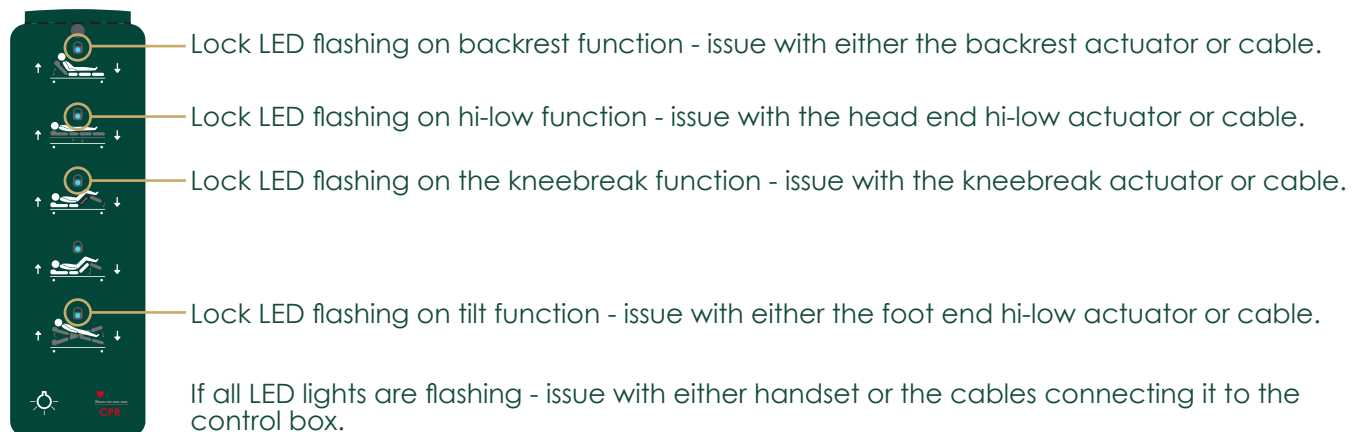 Lock LED flashing on backrest function - issue with either the backrest actuator or cable.
Lock LED flashing on hi-low function - issue with the head end hi-low actuator or cable.
Lock LED flashing on the kneebreak function - issue with the kneebreak actuator or cable.
Lock LED flashing on tilt function - issue with either the foot end hi-low actuator or cable.
If all LED lights are flashing - issue with either handset or the cables connecting it to the
control box.
CPR